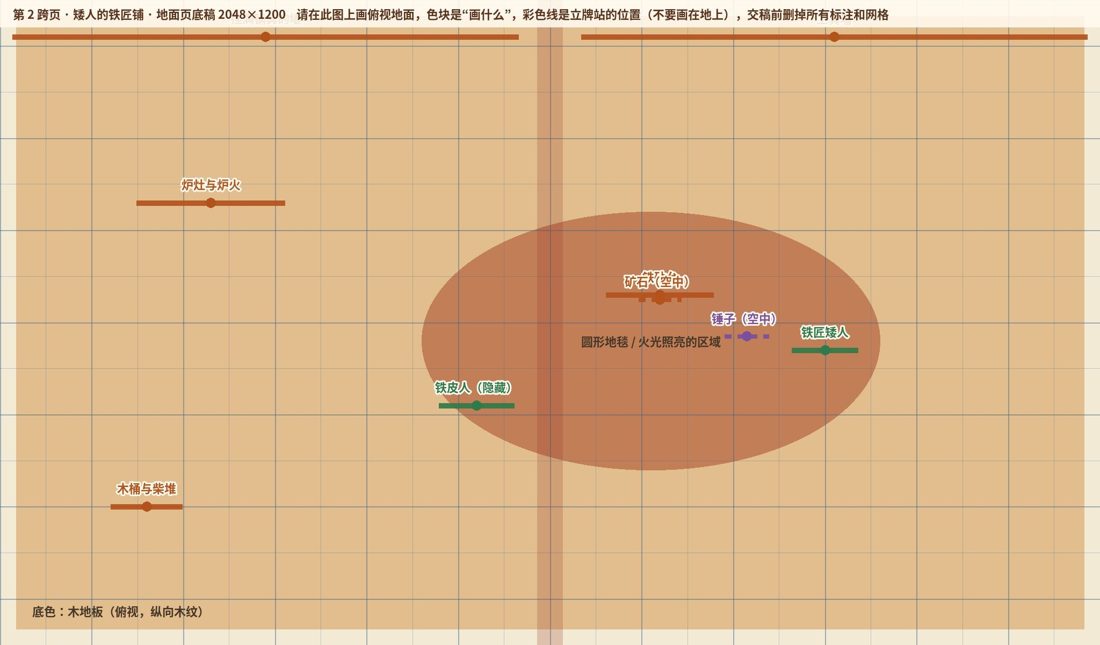 第 2 跨页 · 矮人的铁匠铺 · 地面页底稿 2048×1200 请在此图上画俯视地面，色块是“画什么”，彩色线是立牌站的位置（不要画在地上），交稿前删掉所有标注和网格
炉灶与炉火
矿石（空中）
锤子（空中）
铁匠矮人
圆形地毯 / 火光照亮的区域
铁皮人（隐藏）
木桶与柴堆
底色：木地板（俯视，纵向木纹）